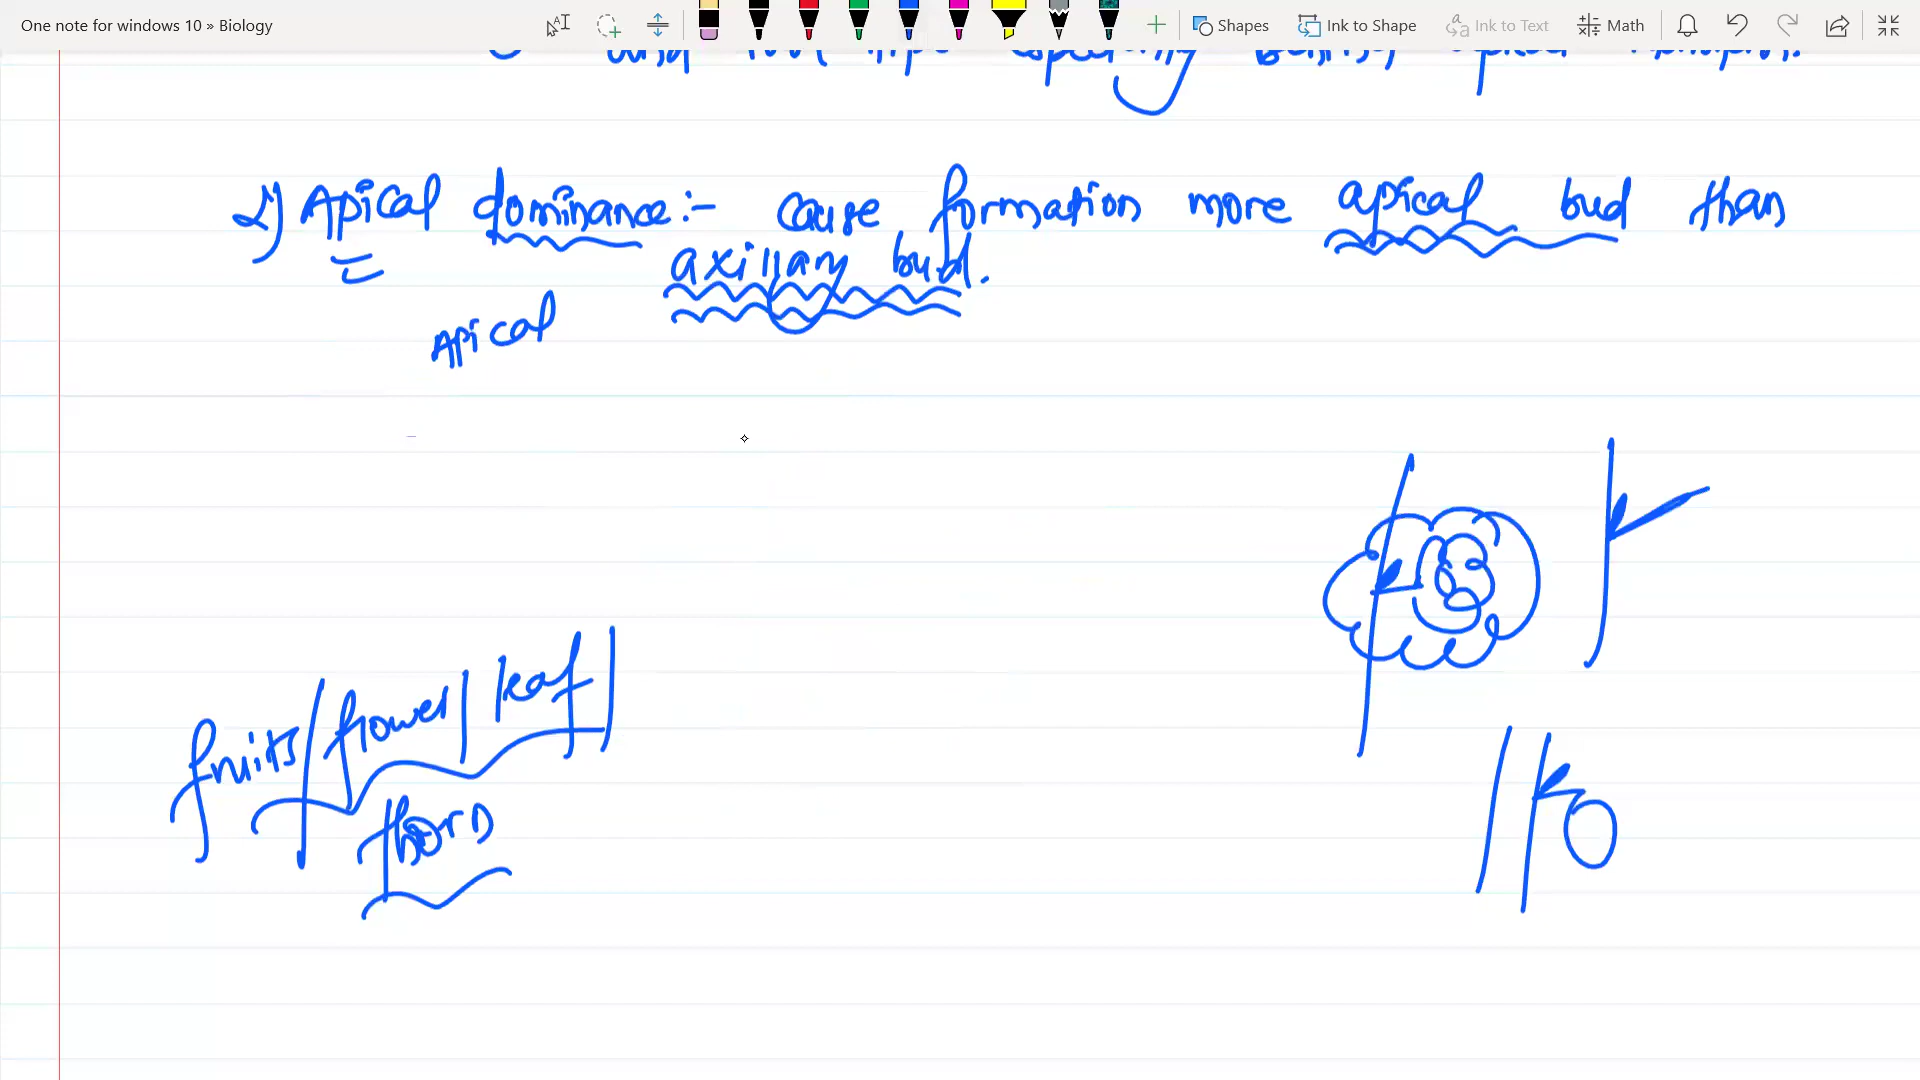 One note for windows 10 » Biology
Shapes
Ink to Shape
Ink to Text
Math
2) Apical dominance:- cause formation more apical bud than
axillary bud.
Apical
fruits/flower/leaf/
thorn